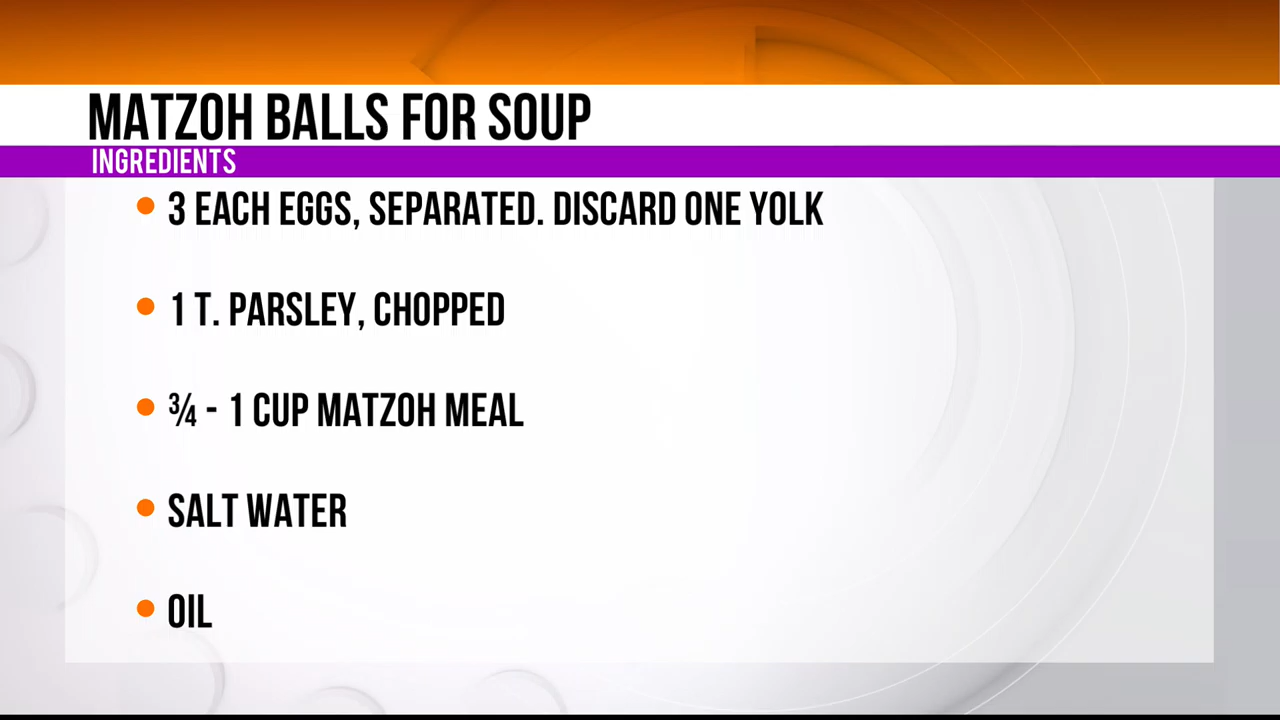 MATZOH BALLS FOR SOUP
INGREDIENTS
3 EACH EGGS, SEPARATED. DISCARD ONE YOLK
1 T. PARSLEY, CHOPPED
¾ - 1 CUP MATZOH MEAL
SALT WATER
OIL